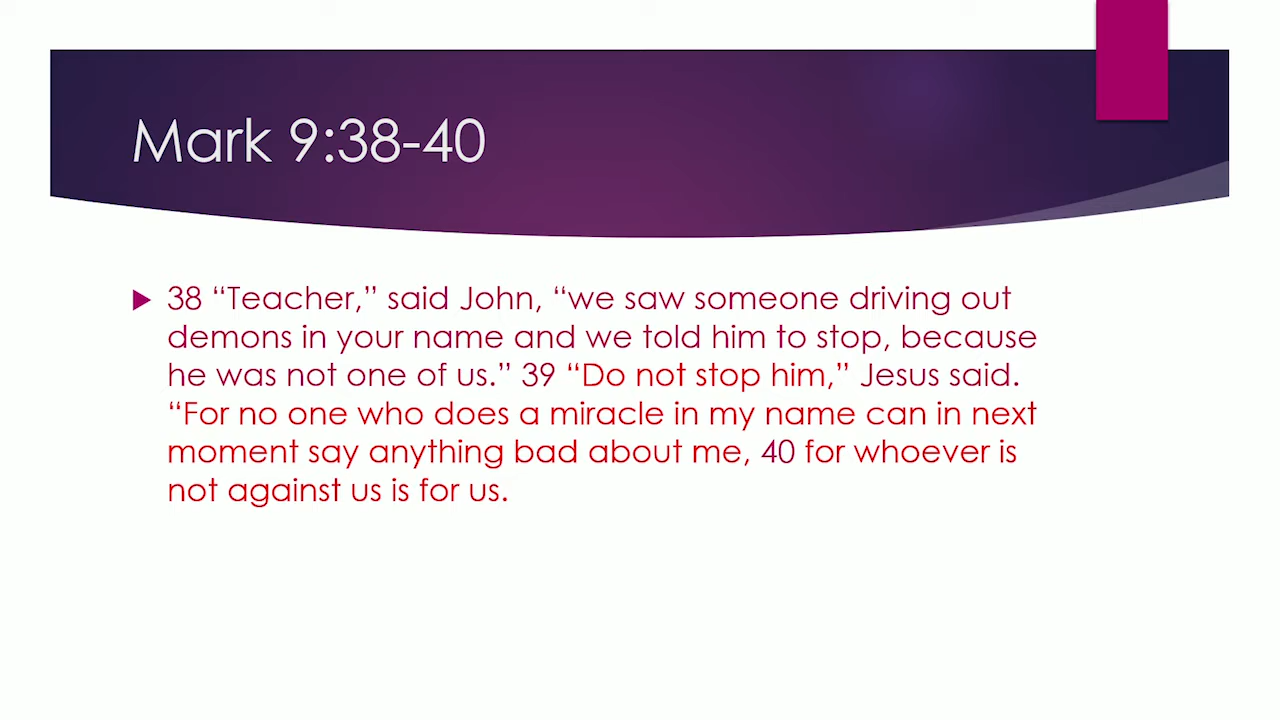 Mark 9:38-40
38 “Teacher,” said John, “we saw someone driving out
demons in your name and we told him to stop, because
he was not one of us.” 39 “Do not stop him,” Jesus said.
“For no one who does a miracle in my name can in next
moment say anything bad about me, 40 for whoever is
not against us is for us.